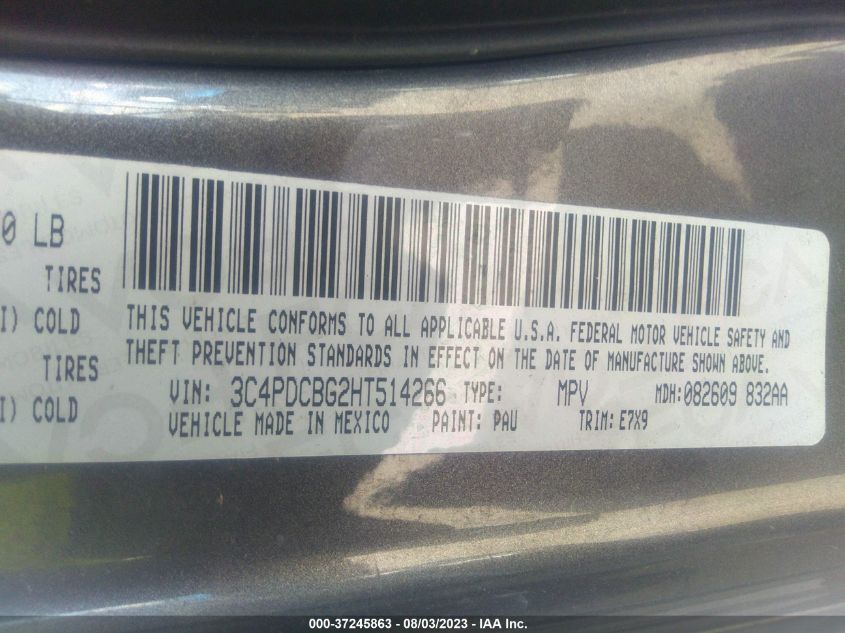 0 LB
TIRES
I) COLD
TIRES
I) COLD
THIS VEHICLE CONFORMS TO ALL APPLICABLE U.S.A. FEDERAL MOTOR VEHICLE SAFETY AND
THEFT PREVENTION STANDARDS IN EFFECT ON THE DATE OF MANUFACTURE SHOWN ABOVE.
VIN: 3C4PDCBG2HT514266 TYPE: MPV MDH:082609 832AA
VEHICLE MADE IN MEXICO PAINT: PAU TRIM: E7X9
000-37245863 - 08/03/2023 - IAA Inc.